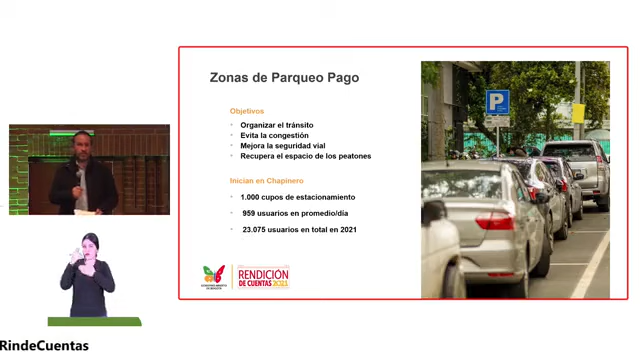 Zonas de Parqueo Pago
Objetivos
Organizar el tránsito
Evita la congestión
Mejora la seguridad vial
Recupera el espacio de los peatones
Inician en Chapinero
1.000 cupos de estacionamiento
959 usuarios en promedio/día
23.075 usuarios en total en 2021
P
RENDICIÓN
DE CUENTAS 2021
RindeCuentas